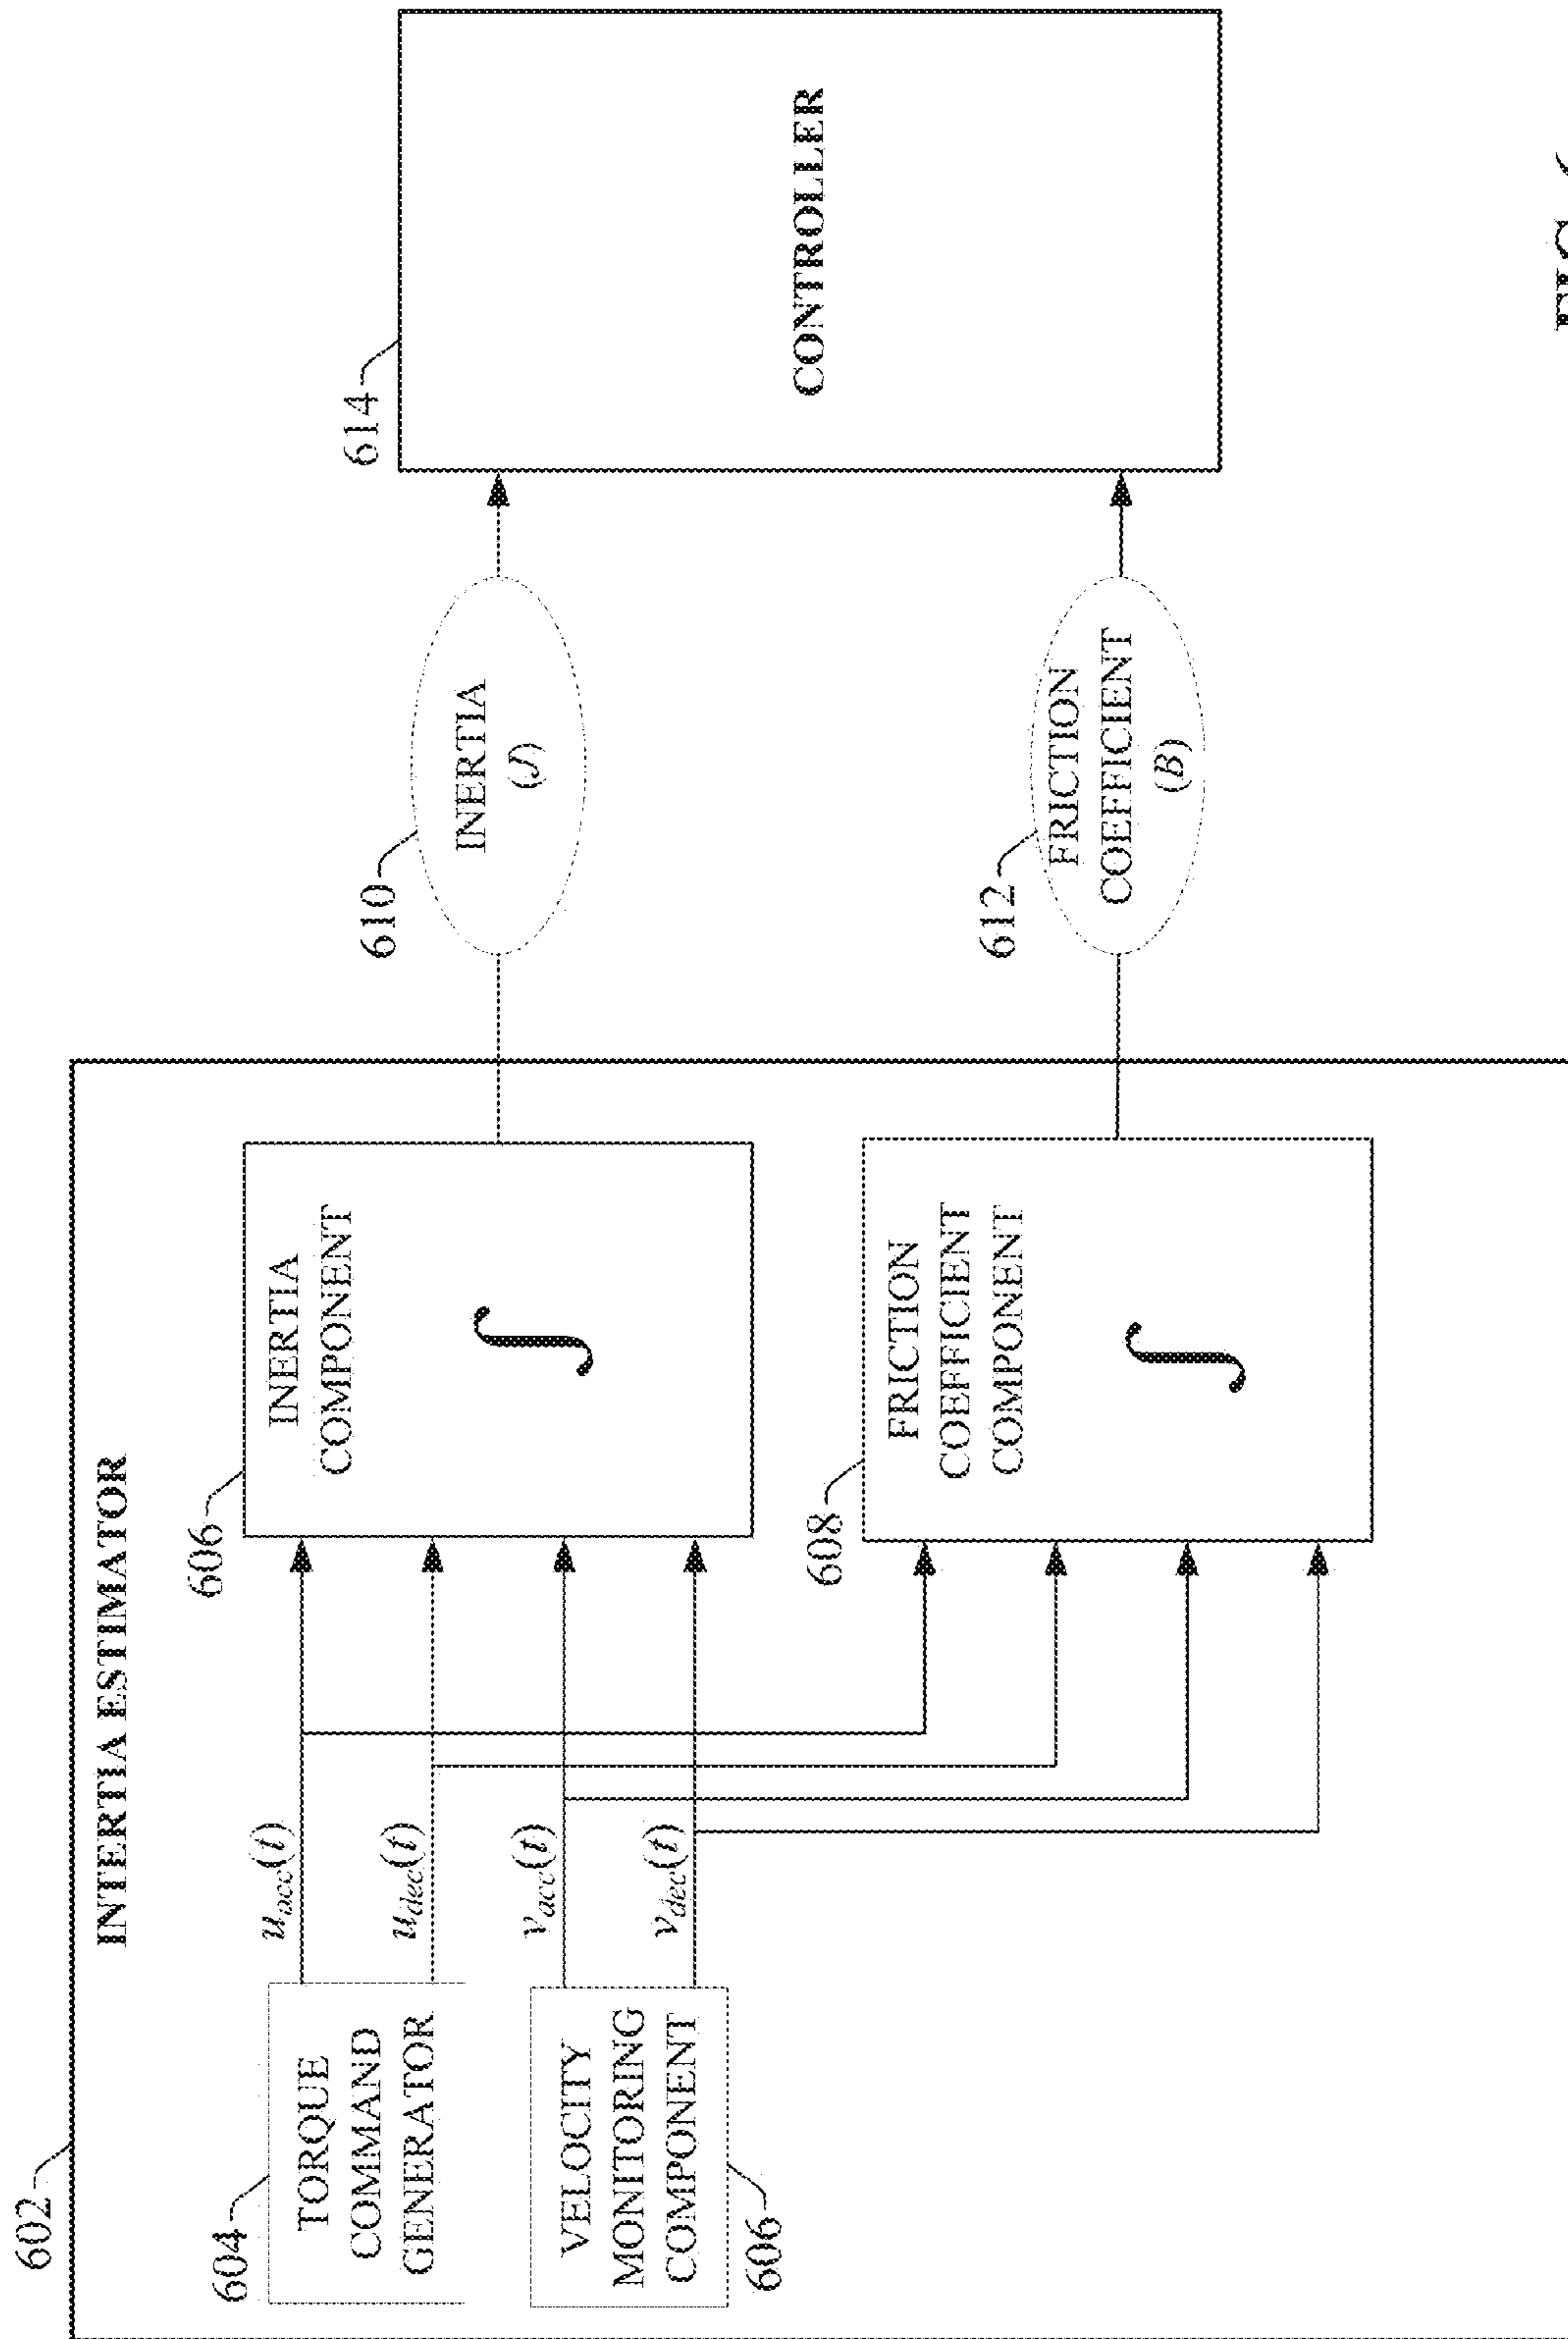 602
INTERTIA ESTIMATOR
604
TORQUE
COMMAND
GENERATOR
u_acc(t)
u_dec(t)
VELOCITY
MONITORING
COMPONENT
606
v_acc(t)
v_dec(t)
606
INERTIA
COMPONENT
∫
608
FRICTION
COEFFICIENT
COMPONENT
∫
610
INERTIA
(J)
612
FRICTION
COEFFICIENT
(B)
614
CONTROLLER